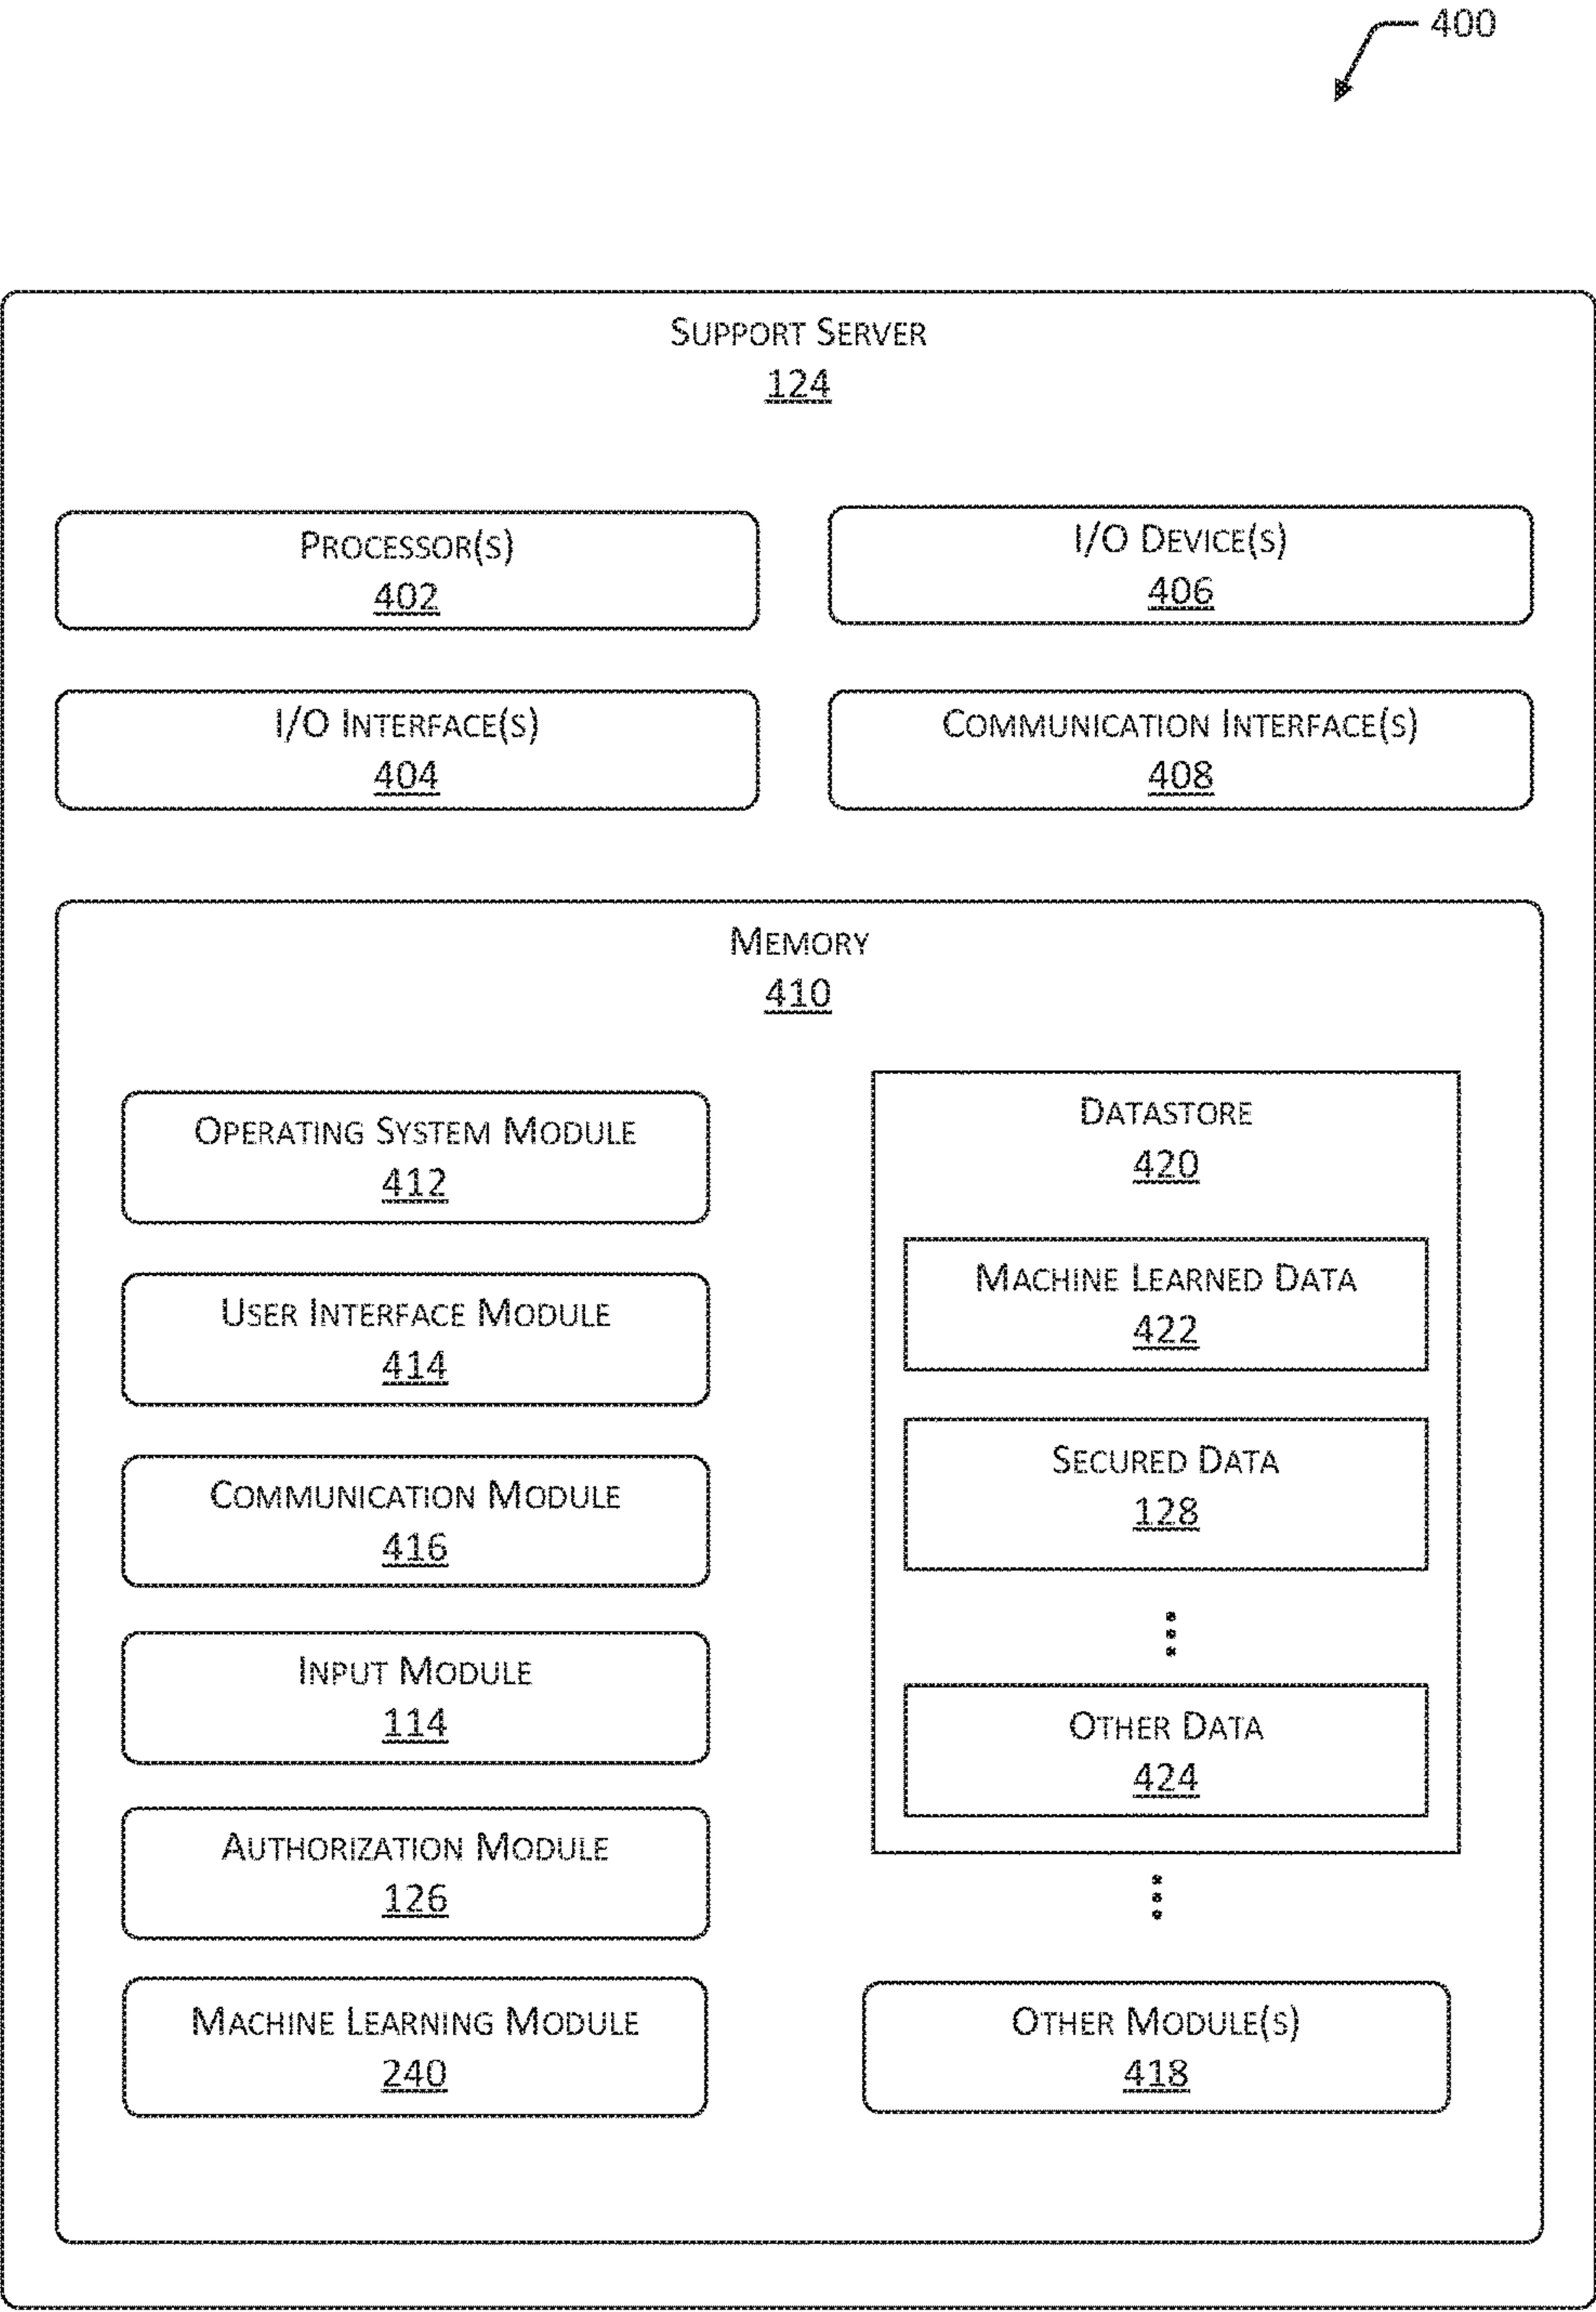 400
SUPPORT SERVER
124
PROCESSOR(S)
402
I/O DEVICE(S)
406
I/O INTERFACE(S)
404
COMMUNICATION INTERFACE(S)
408
MEMORY
410
OPERATING SYSTEM MODULE
412
USER INTERFACE MODULE
414
COMMUNICATION MODULE
416
INPUT MODULE
114
AUTHORIZATION MODULE
126
MACHINE LEARNING MODULE
240
DATASTORE
420
MACHINE LEARNED DATA
422
SECURED DATA
128
OTHER DATA
424
OTHER MODULE(S)
418